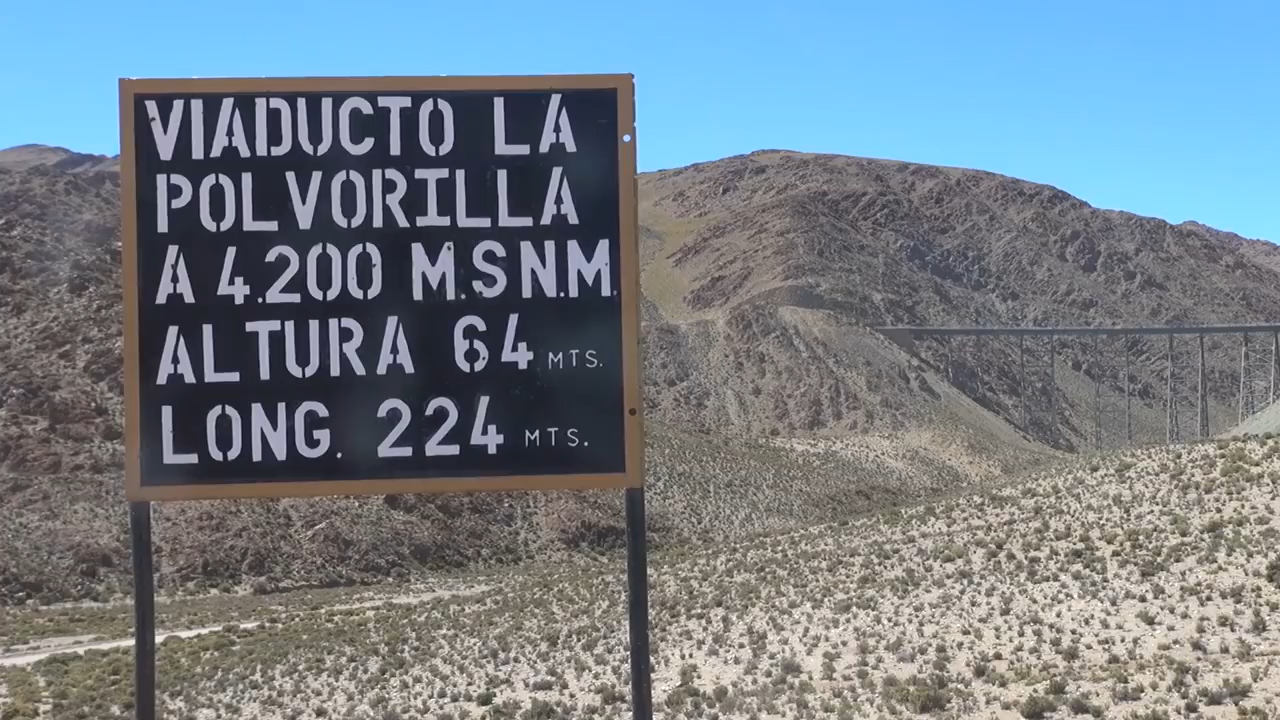 VIADUCTO LA
POLVORILLA
A 4.200 M.S.N.M.
ALTURA 64 MTS.
LONG. 224 MTS.